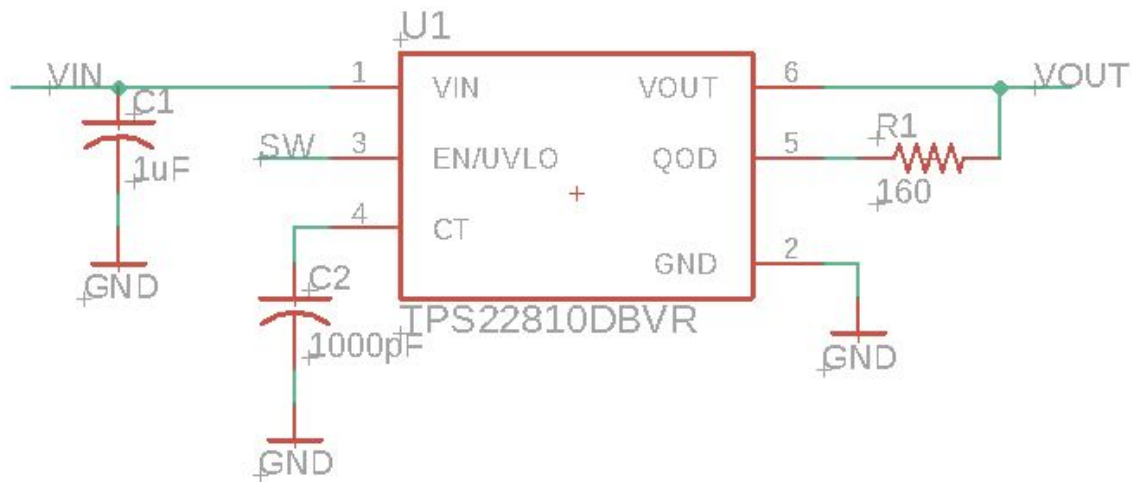 U1
VIN
C1
1uF
GND
SW
1
3
4
VIN
EN/UVLO
CT
VOUT
QOD
GND
6
5
2
VOUT
R1
160
C2
1000pF
GND
TPS22810DBVR
GND